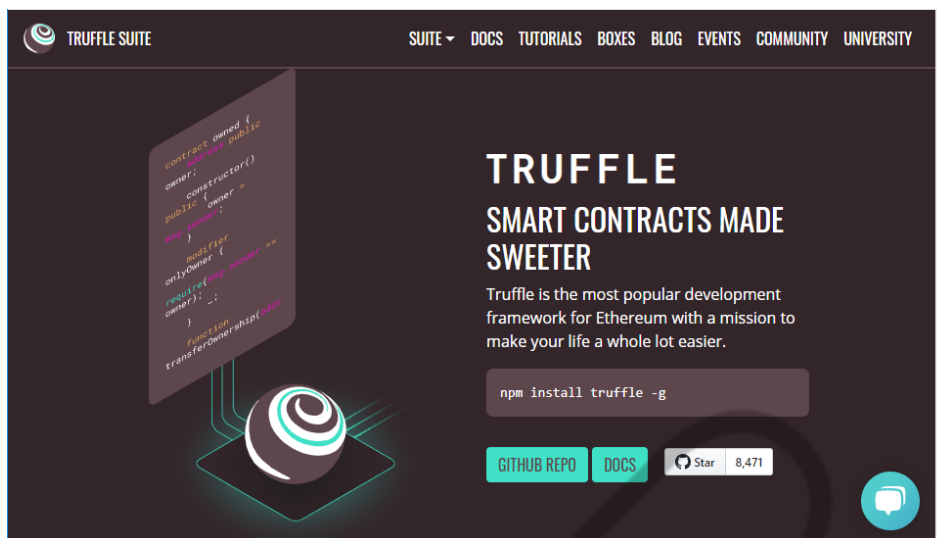 TRUFFLE SUITE
SUITE DOCS TUTORIALS BOXES BLOG EVENTS COMMUNITY UNIVERSITY
contract owned {
address public
owner;
constructor()
public { owner =
msg.sender;
}
modifier
onlyOwner {
require(msg.sender ==
owner); _;
}
function
transferOwnership(addr
TRUFFLE
SMART CONTRACTS MADE
SWEETER
Truffle is the most popular development
framework for Ethereum with a mission to
make your life a whole lot easier.
npm install truffle -g
GITHUB REPO DOCS Star 8,471